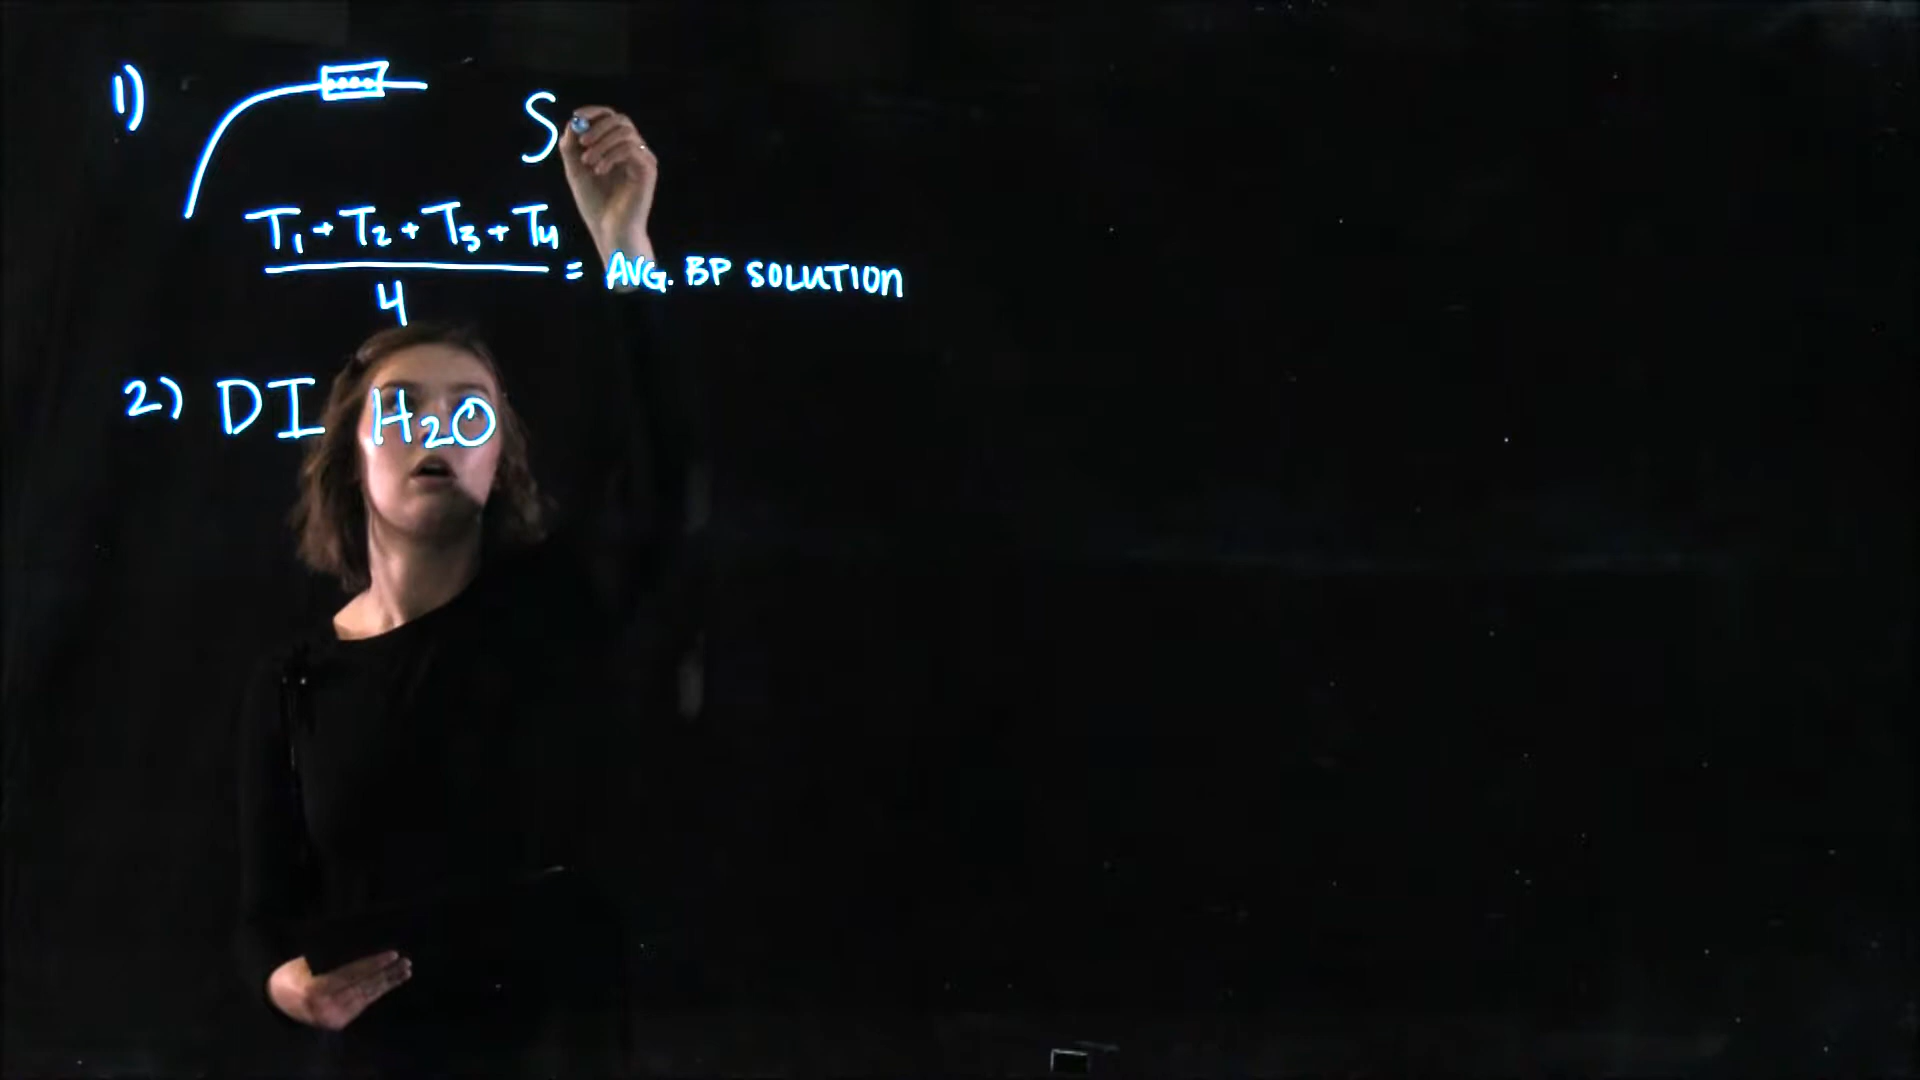 1)
S
T₁ + T₂ + T₃ + T₄
4
= AVG. BP SOLUTION
2) DI H₂O